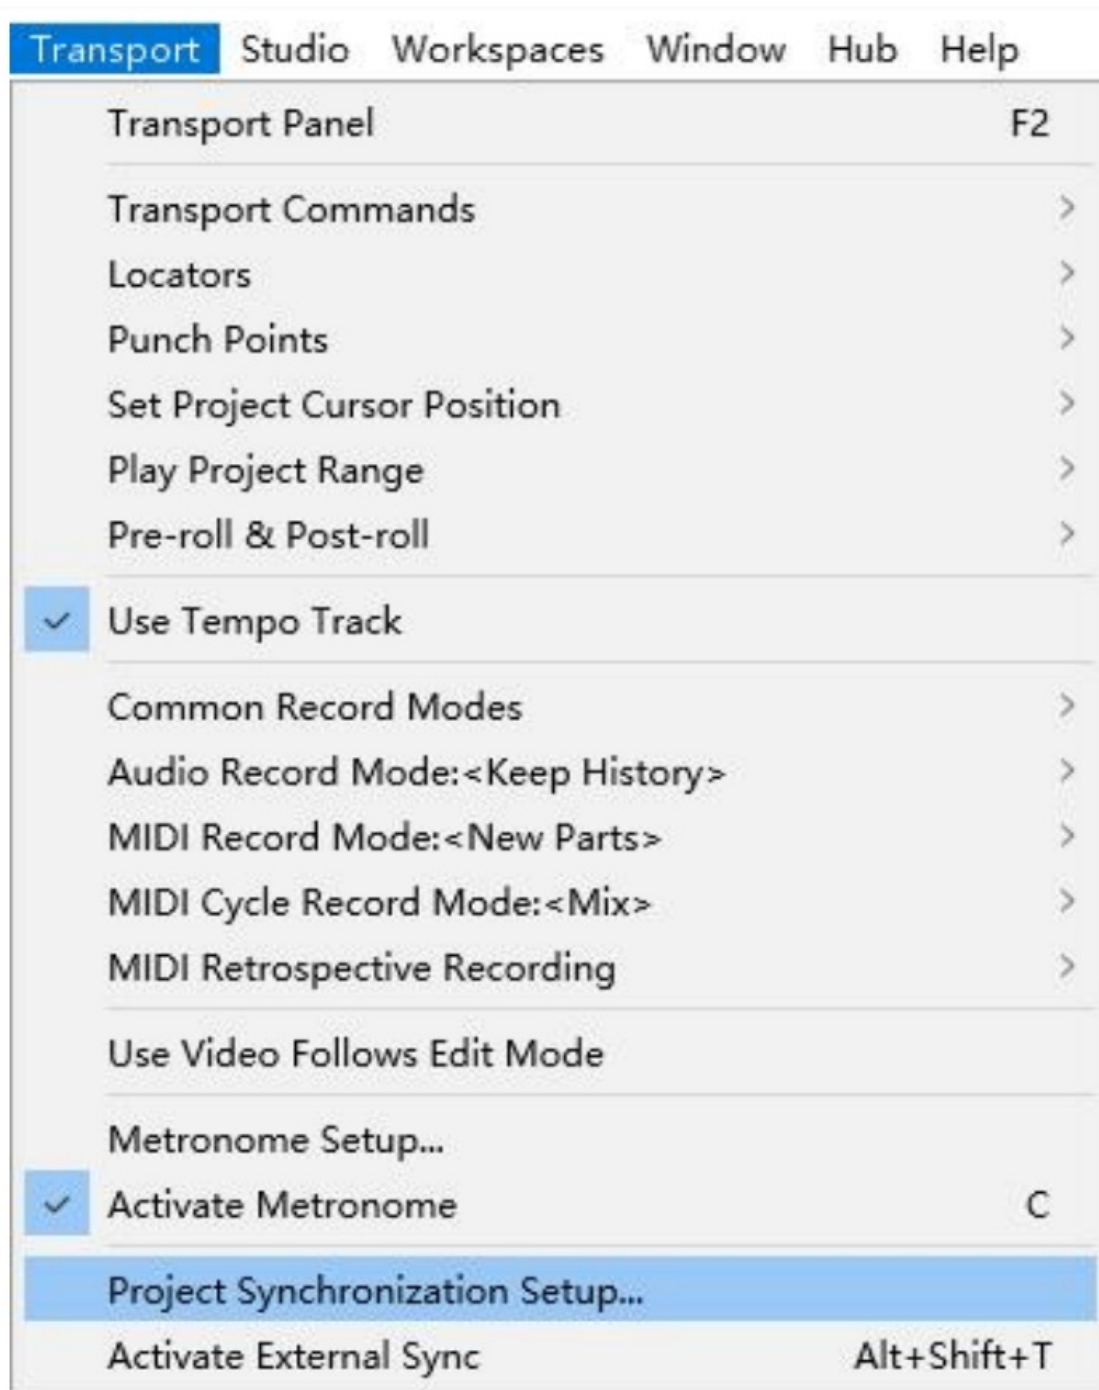 Transport Studio Workspaces Window Hub Help
Transport Panel F2
Transport Commands
Locators
Punch Points
Set Project Cursor Position
Play Project Range
Pre-roll & Post-roll
Use Tempo Track
Common Record Modes
Audio Record Mode:<Keep History>
MIDI Record Mode:<New Parts>
MIDI Cycle Record Mode:<Mix>
MIDI Retrospective Recording
Use Video Follows Edit Mode
Metronome Setup...
Activate Metronome C
Project Synchronization Setup...
Activate External Sync Alt+Shift+T